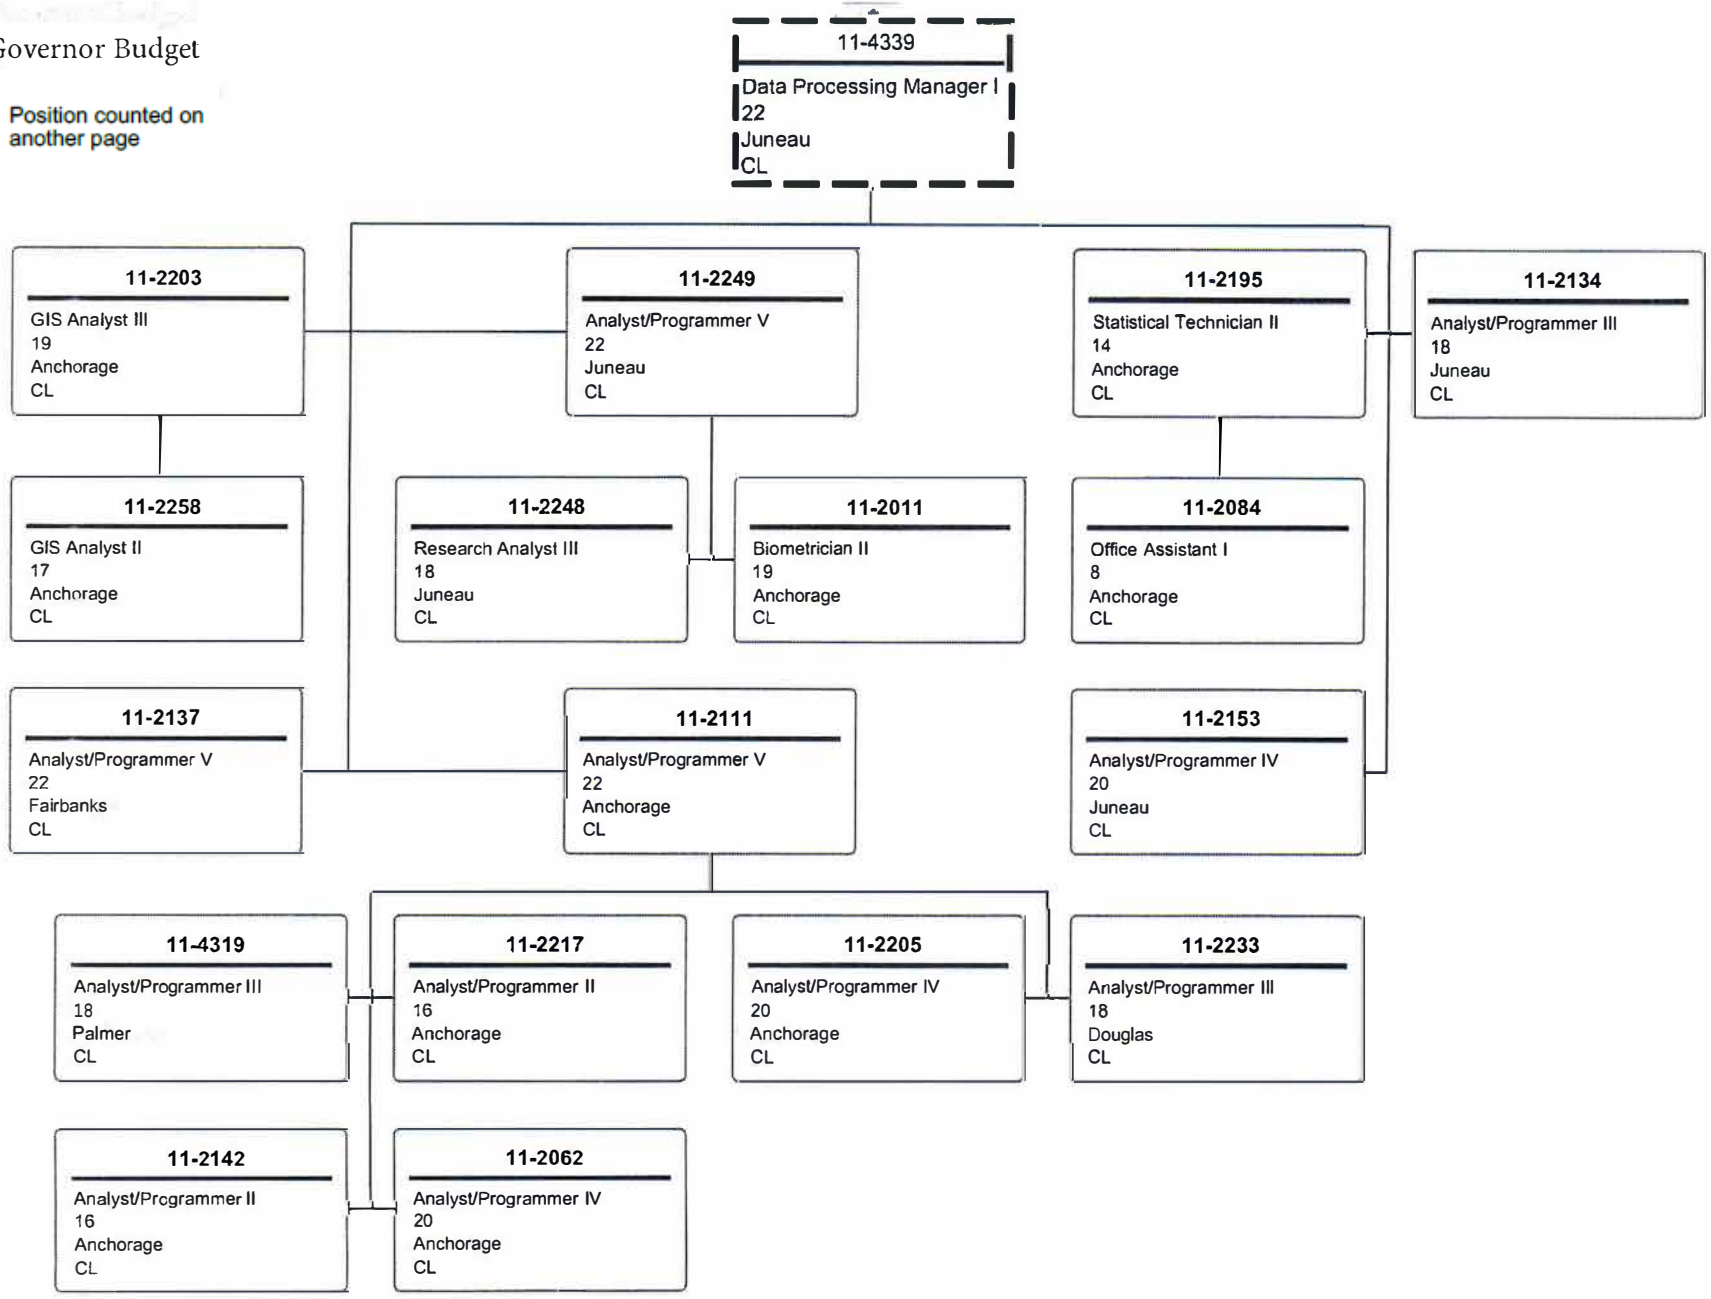 Governor Budget
Position counted on
another page
11-4339
Data Processing Manager I
22
Juneau
CL
11-2203
GIS Analyst III
19
Anchorage
CL
11-2249
Analyst/Programmer V
22
Juneau
CL
11-2195
Statistical Technician II
14
Anchorage
CL
11-2134
Analyst/Programmer III
18
Juneau
CL
11-2258
GIS Analyst II
17
Anchorage
CL
11-2248
Research Analyst III
18
Juneau
CL
11-2011
Biometrician II
19
Anchorage
CL
11-2084
Office Assistant I
8
Anchorage
CL
11-2137
Analyst/Programmer V
22
Fairbanks
CL
11-2111
Analyst/Programmer V
22
Anchorage
CL
11-2153
Analyst/Programmer IV
20
Juneau
CL
11-4319
Analyst/Programmer III
18
Palmer
CL
11-2217
Analyst/Programmer II
16
Anchorage
CL
11-2205
Analyst/Programmer IV
20
Anchorage
CL
11-2233
Analyst/Programmer III
18
Douglas
CL
11-2142
Analyst/Programmer II
16
Anchorage
CL
11-2062
Analyst/Programmer IV
20
Anchorage
CL